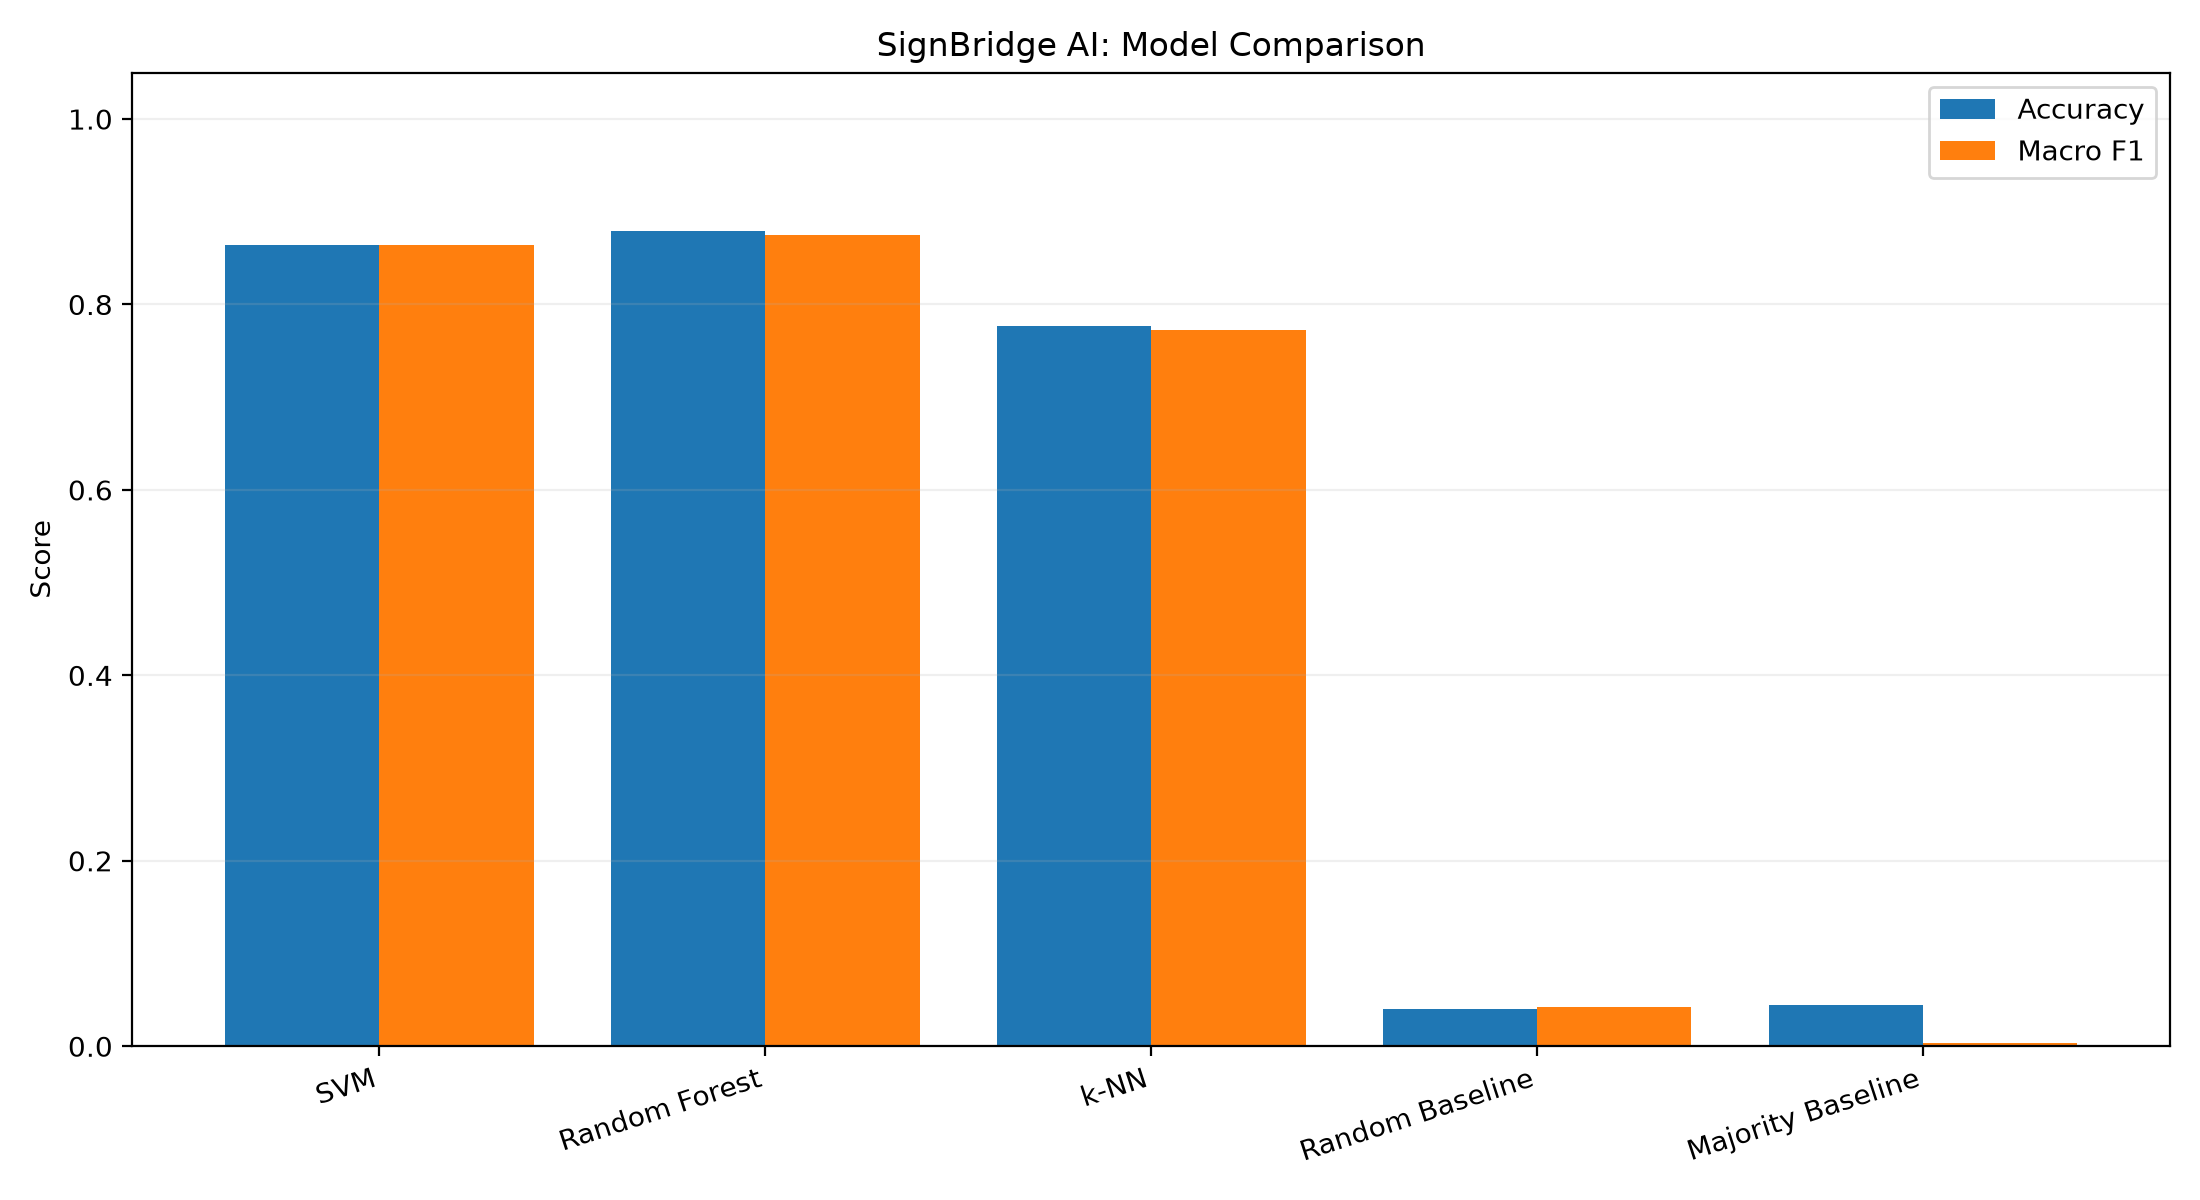 SignBridge AI: Model Comparison
Accuracy
Macro F1
1.0
0.8
0.6
0.4
0.2
0.0
Score
SVM
Random Forest
k-NN
Random Baseline
Majority Baseline